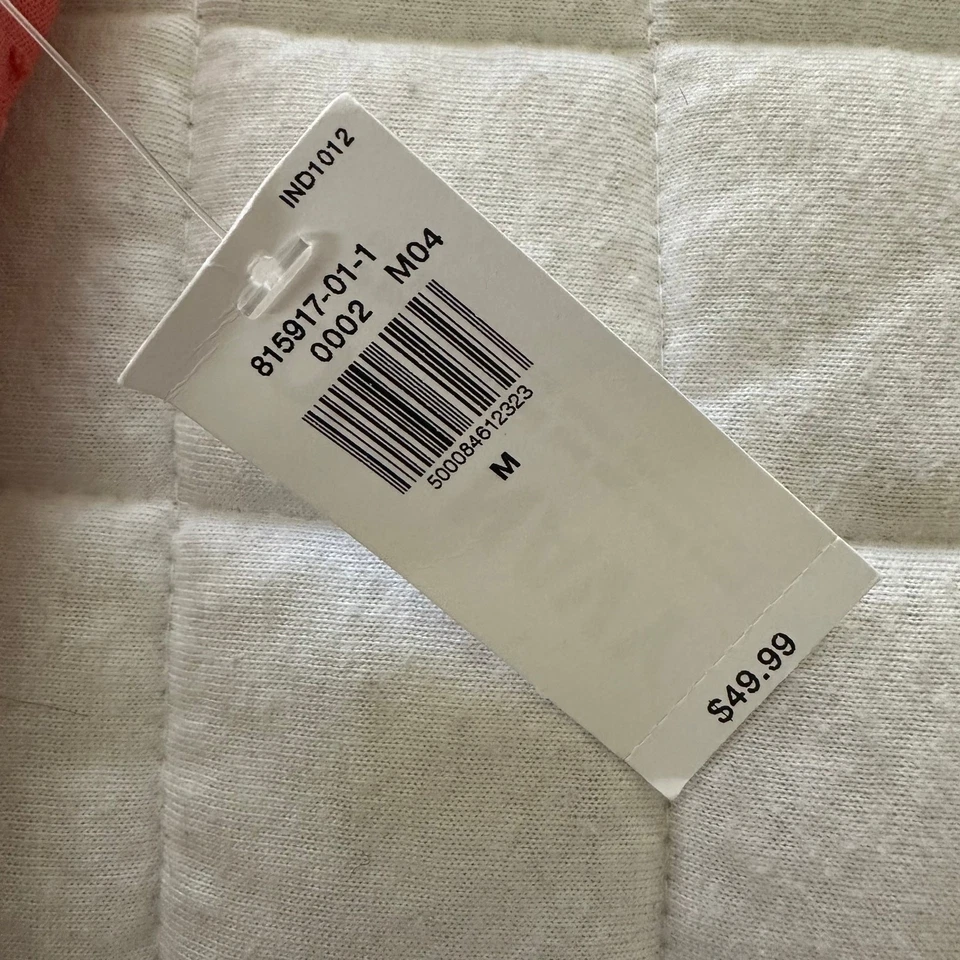 IND1012
815917-01-1
0002 M04
500084612323
M
$49.99